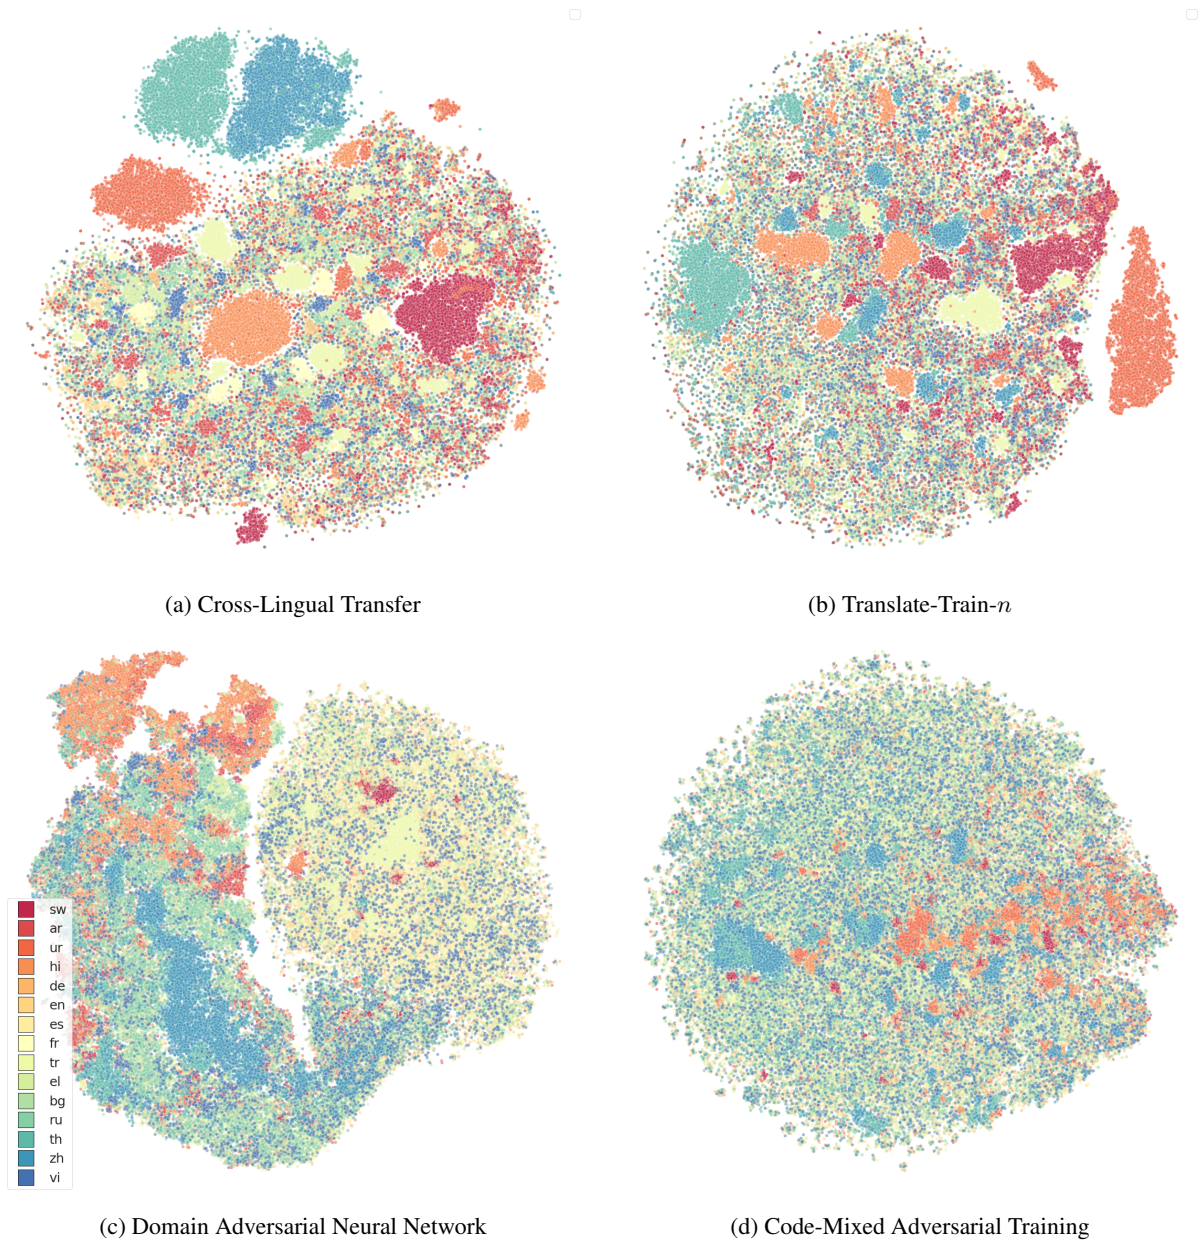 (a) Cross-Lingual Transfer
(b) Translate-Train-n
sw
ar
ur
hi
de
en
es
fr
tr
el
bg
ru
th
zh
vi
(c) Domain Adversarial Neural Network
(d) Code-Mixed Adversarial Training